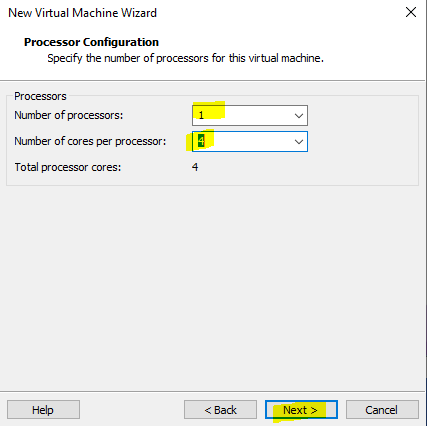 New Virtual Machine Wizard
Processor Configuration
Specify the number of processors for this virtual machine.
Processors
Number of processors: 1
Number of cores per processor: 4
Total processor cores: 4
Help < Back Next > Cancel